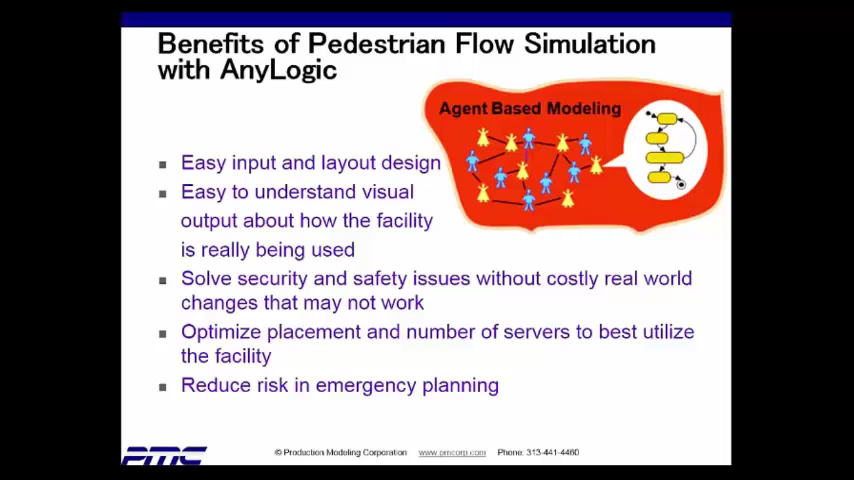 Benefits of Pedestrian Flow Simulation
with AnyLogic
Agent Based Modeling
Easy input and layout design
Easy to understand visual
output about how the facility
is really being used
Solve security and safety issues without costly real world
changes that may not work
Optimize placement and number of servers to best utilize
the facility
Reduce risk in emergency planning
PMC
© Production Modeling Corporation www.pmcorp.com Phone: 313-441-4460